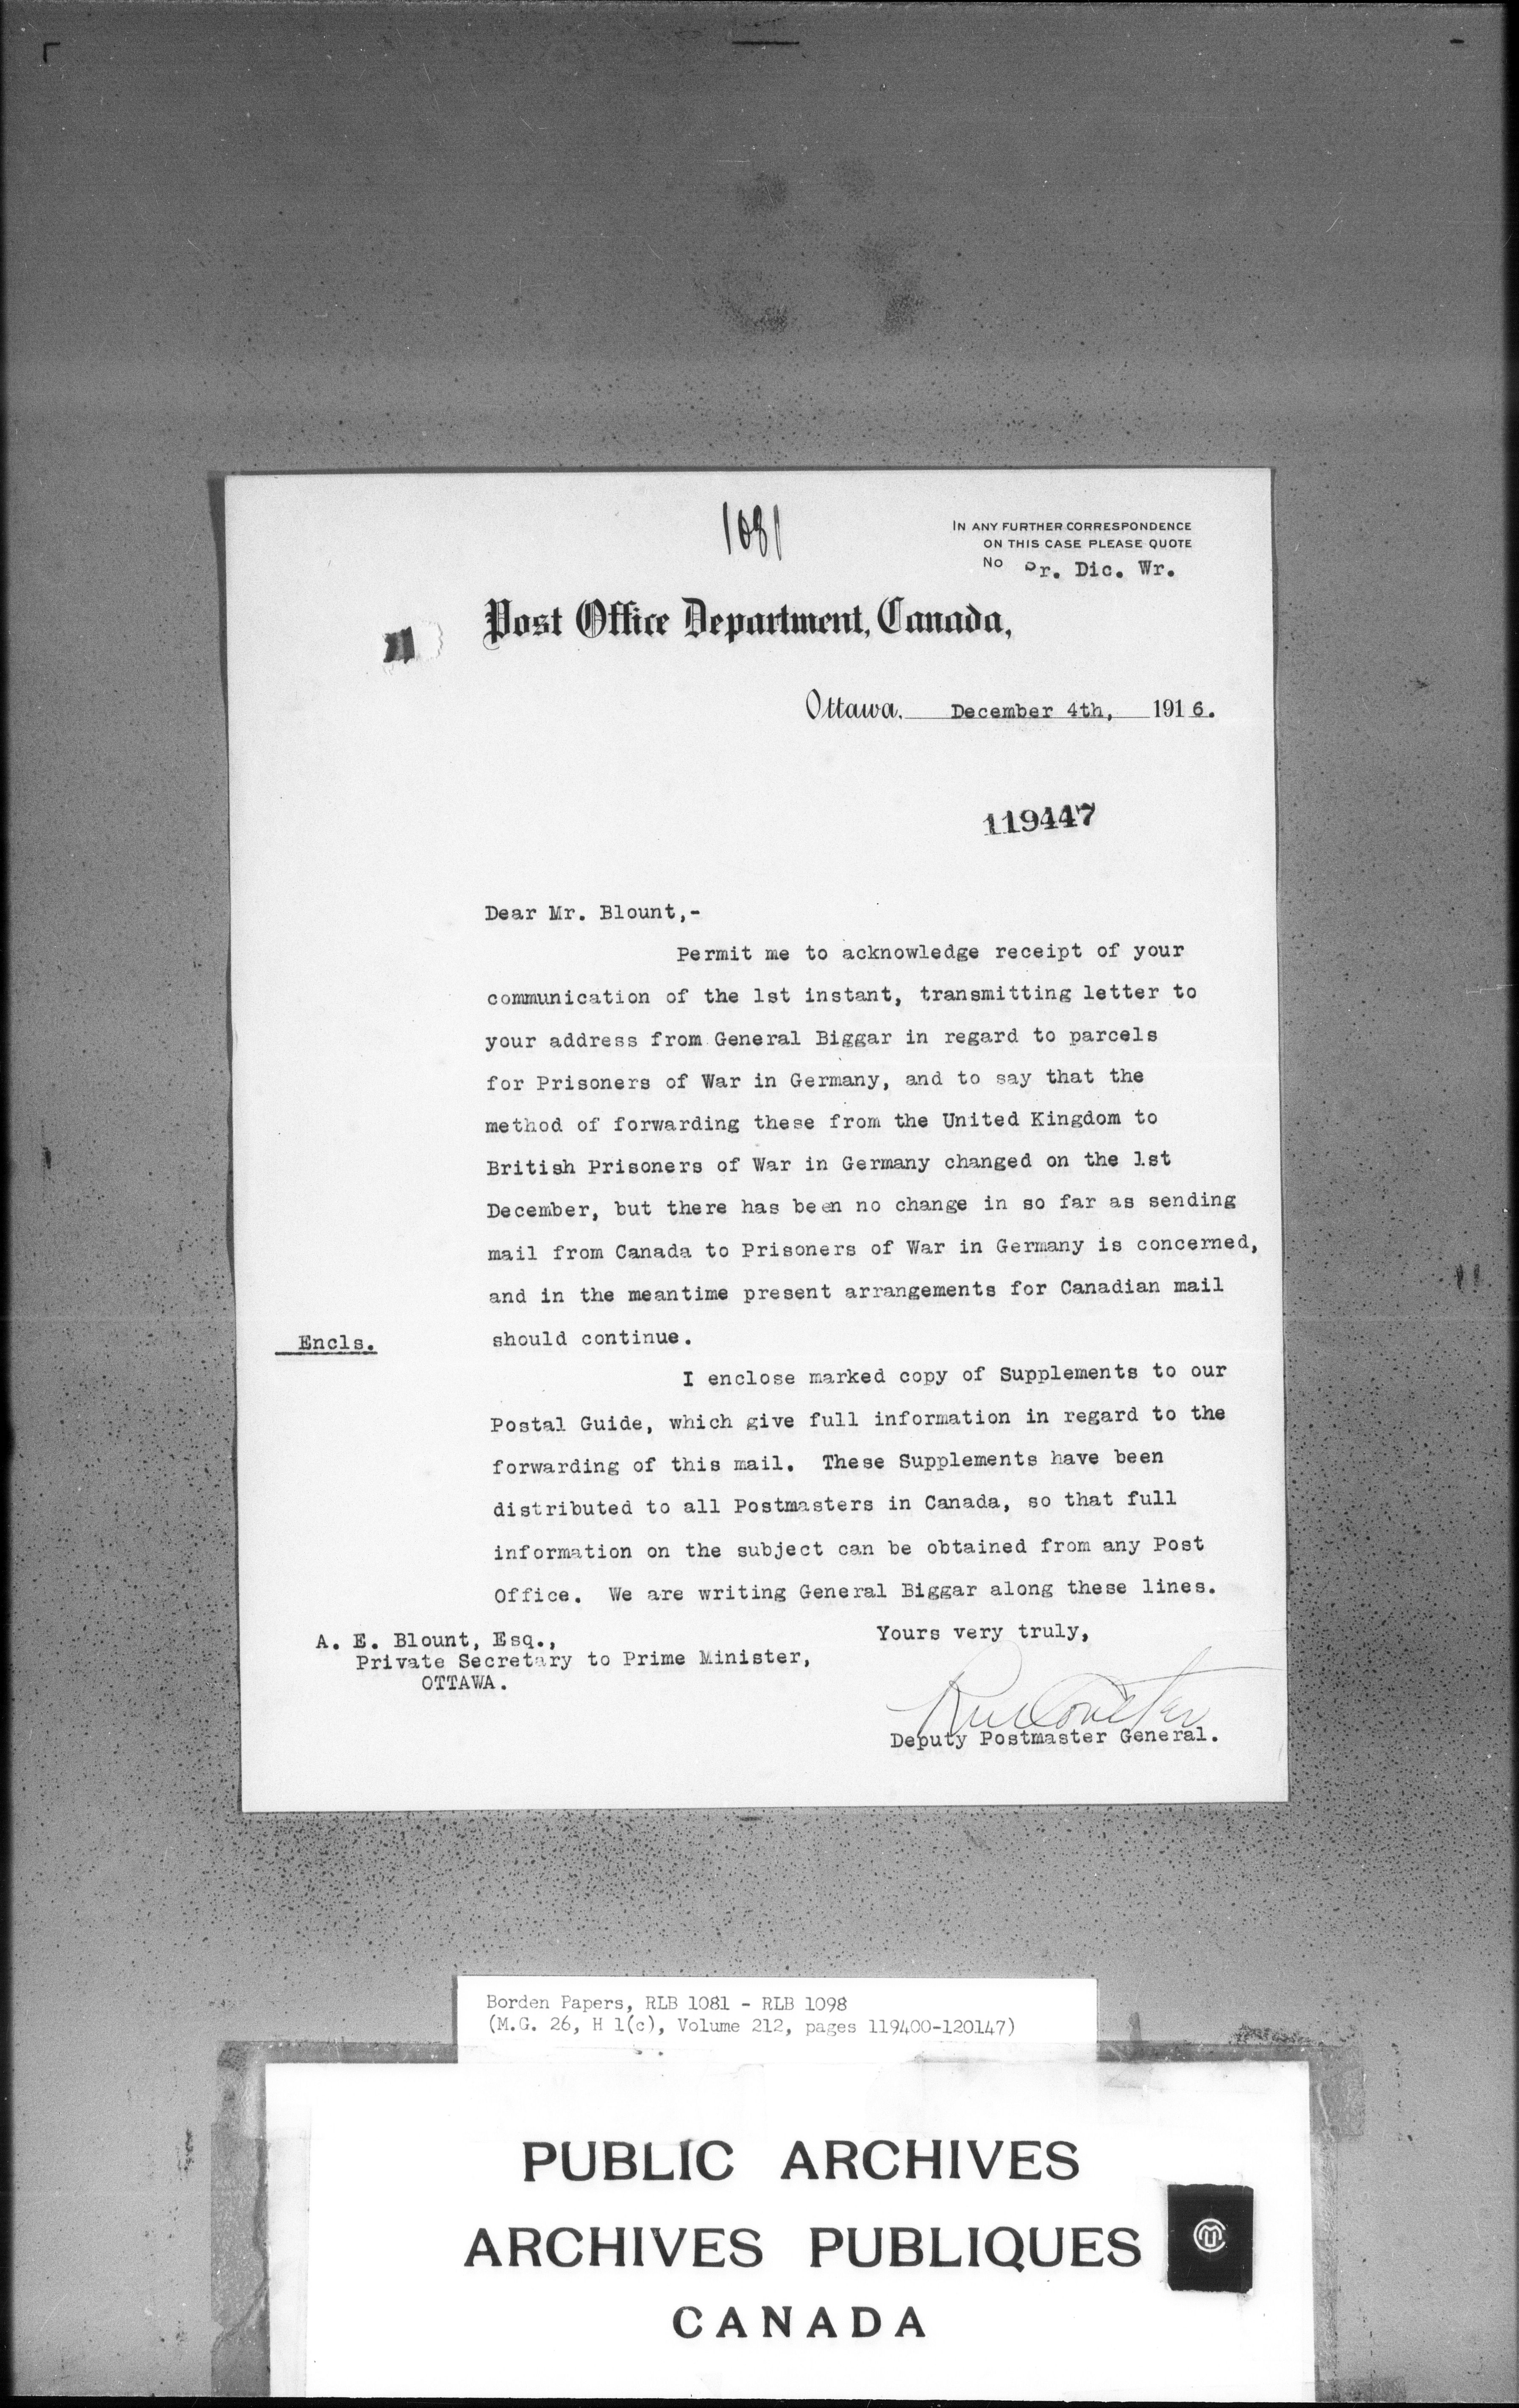 1081
IN ANY FURTHER CORRESPONDENCE
ON THIS CASE PLEASE QUOTE
No Pr. Dic. Wr.
Post Office Department, Canada,
Ottawa. December 4th, 1916.
119447
Dear Mr. Blount,-
Permit me to acknowledge receipt of your
communication of the 1st instant, transmitting letter to
your address from General Biggar in regard to parcels
for Prisoners of War in Germany, and to say that the
method of forwarding these from the United Kingdom to
British Prisoners of War in Germany changed on the 1st
December, but there has been no change in so far as sending
mail from Canada to Prisoners of War in Germany is concerned,
and in the meantime present arrangements for Canadian mail
Encls. should continue.
I enclose marked copy of Supplements to our
Postal Guide, which give full information in regard to the
forwarding of this mail. These Supplements have been
distributed to all Postmasters in Canada, so that full
information on the subject can be obtained from any Post
Office. We are writing General Biggar along these lines.
Yours very truly,
A. E. Blount, Esq.,
Private Secretary to Prime Minister,
OTTAWA.
Deputy Postmaster General.
Borden Papers, RLB 1081 - RLB 1098
(M.G. 26, H 1(c), Volume 212, pages 119400-120147)
PUBLIC ARCHIVES
ARCHIVES PUBLIQUES
CANADA